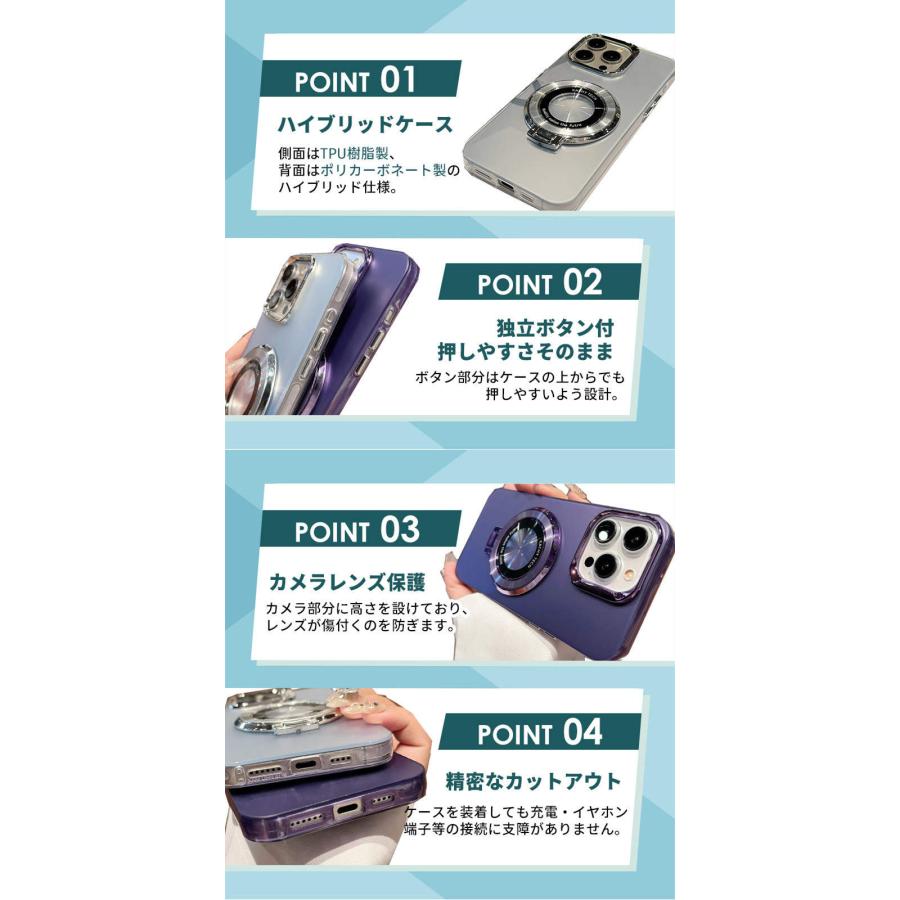 POINT 01
ハイブリッドケース
側面はTPU樹脂製、
背面はポリカーボネート製の
ハイブリッド仕様。
POINT 02
独立ボタン付
押しやすさそのまま
ボタン部分はケースの上からでも
押しやすいよう設計。
POINT 03
カメラレンズ保護
カメラ部分に高さを設けており、
レンズが傷付くのを防ぎます。
POINT 04
精密なカットアウト
ケースを装着しても充電・イヤホン
端子等の接続に支障がありません。